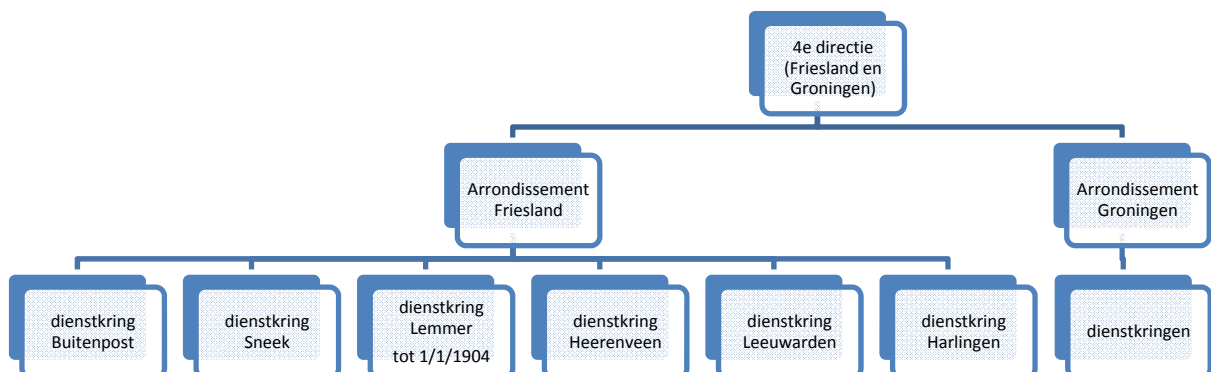 4e directie
(Friesland en
Groningen)
Arrondissement
Friesland
Arrondissement
Groningen
dienstkring
Buitenpost
dienstkring
Sneek
dienstkring
Lemmer
tot 1/1/1904
dienstkring
Heerenveen
dienstkring
Leeuwarden
dienstkring
Harlingen
dienstkringen